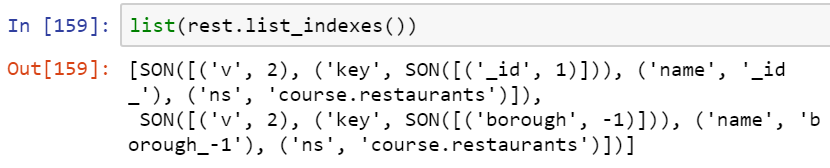 In [159]: list(rest.list_indexes())
Out[159]: [SON([('v', 2), ('key', SON([('_id', 1)])), ('name', '_id
_'), ('ns', 'course.restaurants')]),
SON([('v', 2), ('key', SON([('borough', -1)])), ('name', 'b
orough_-1'), ('ns', 'course.restaurants')])]